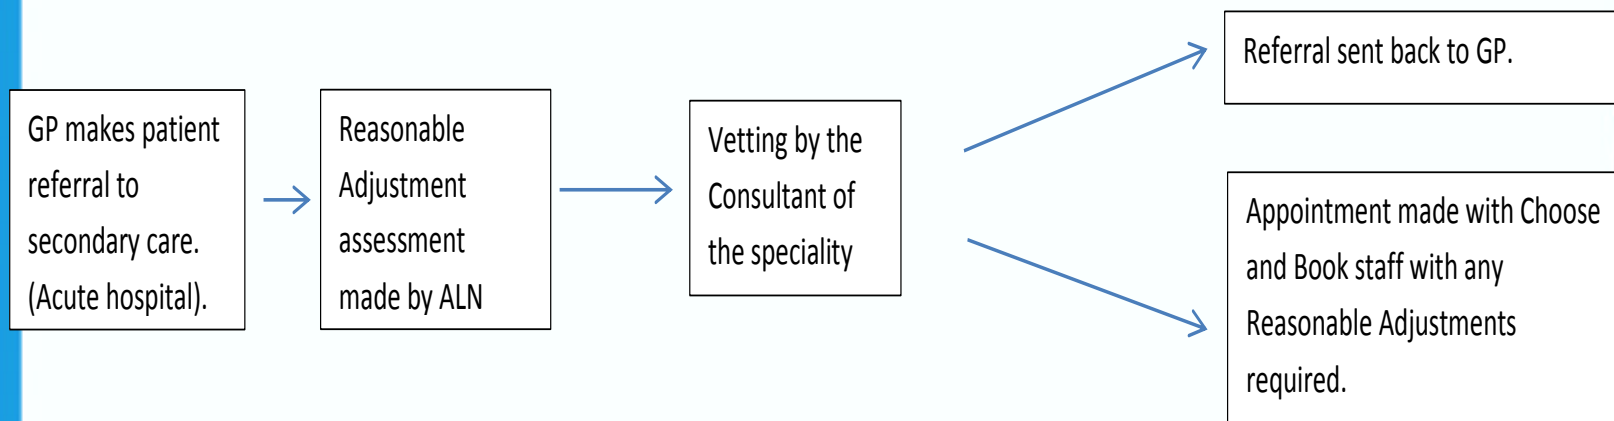 GP makes patient
referral to
secondary care.
(Acute hospital).
Reasonable
Adjustment
assessment
made by ALN
Vetting by the
Consultant of
the speciality
Referral sent back to GP.
Appointment made with Choose
and Book staff with any
Reasonable Adjustments
required.